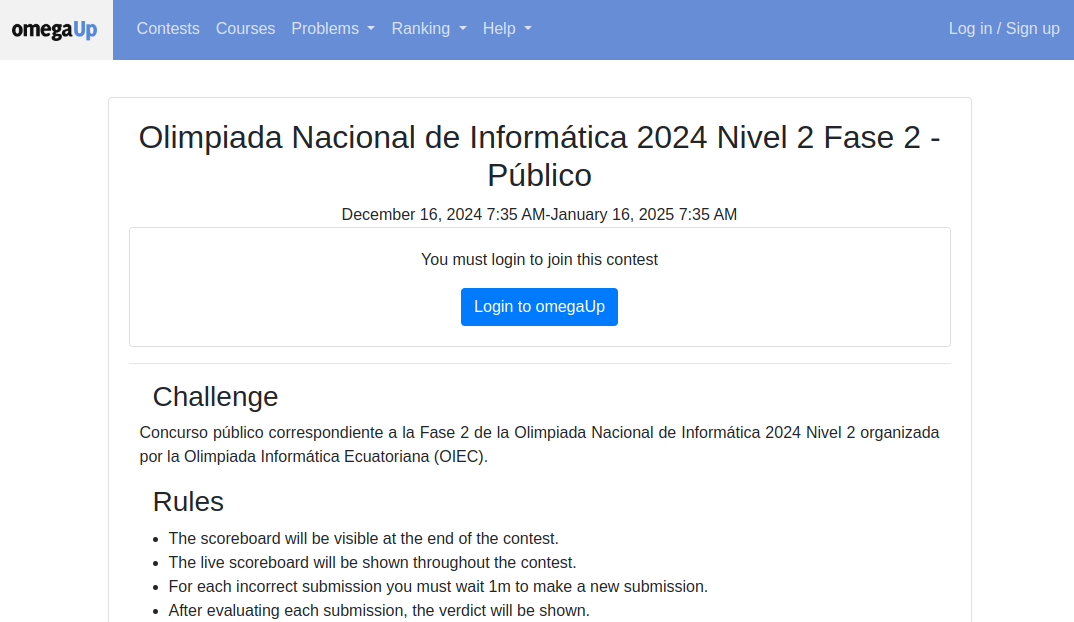 omegaUp Contests Courses Problems Ranking Help Log in / Sign up
Olimpiada Nacional de Informática 2024 Nivel 2 Fase 2 -
Público
December 16, 2024 7:35 AM-January 16, 2025 7:35 AM
You must login to join this contest
Login to omegaUp
Challenge
Concurso público correspondiente a la Fase 2 de la Olimpiada Nacional de Informática 2024 Nivel 2 organizada
por la Olimpiada Informática Ecuatoriana (OIEC).
Rules
• The scoreboard will be visible at the end of the contest.
• The live scoreboard will be shown throughout the contest.
• For each incorrect submission you must wait 1m to make a new submission.
• After evaluating each submission, the verdict will be shown.